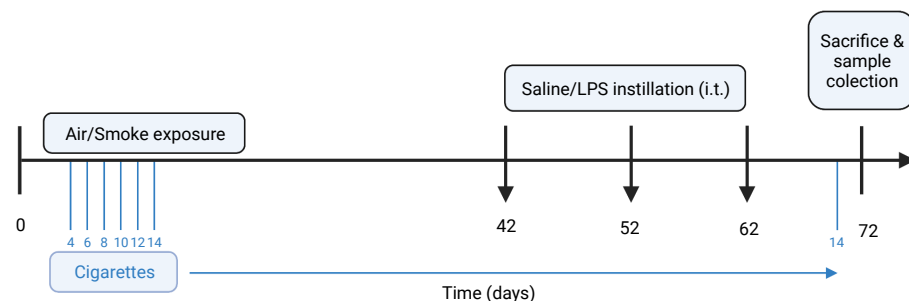 Sacrifice &
sample
colection
Saline/LPS instillation (i.t.)
Air/Smoke exposure
0
42
52
62
72
4 6 8 10 12 14
14
Cigarettes
Time (days)